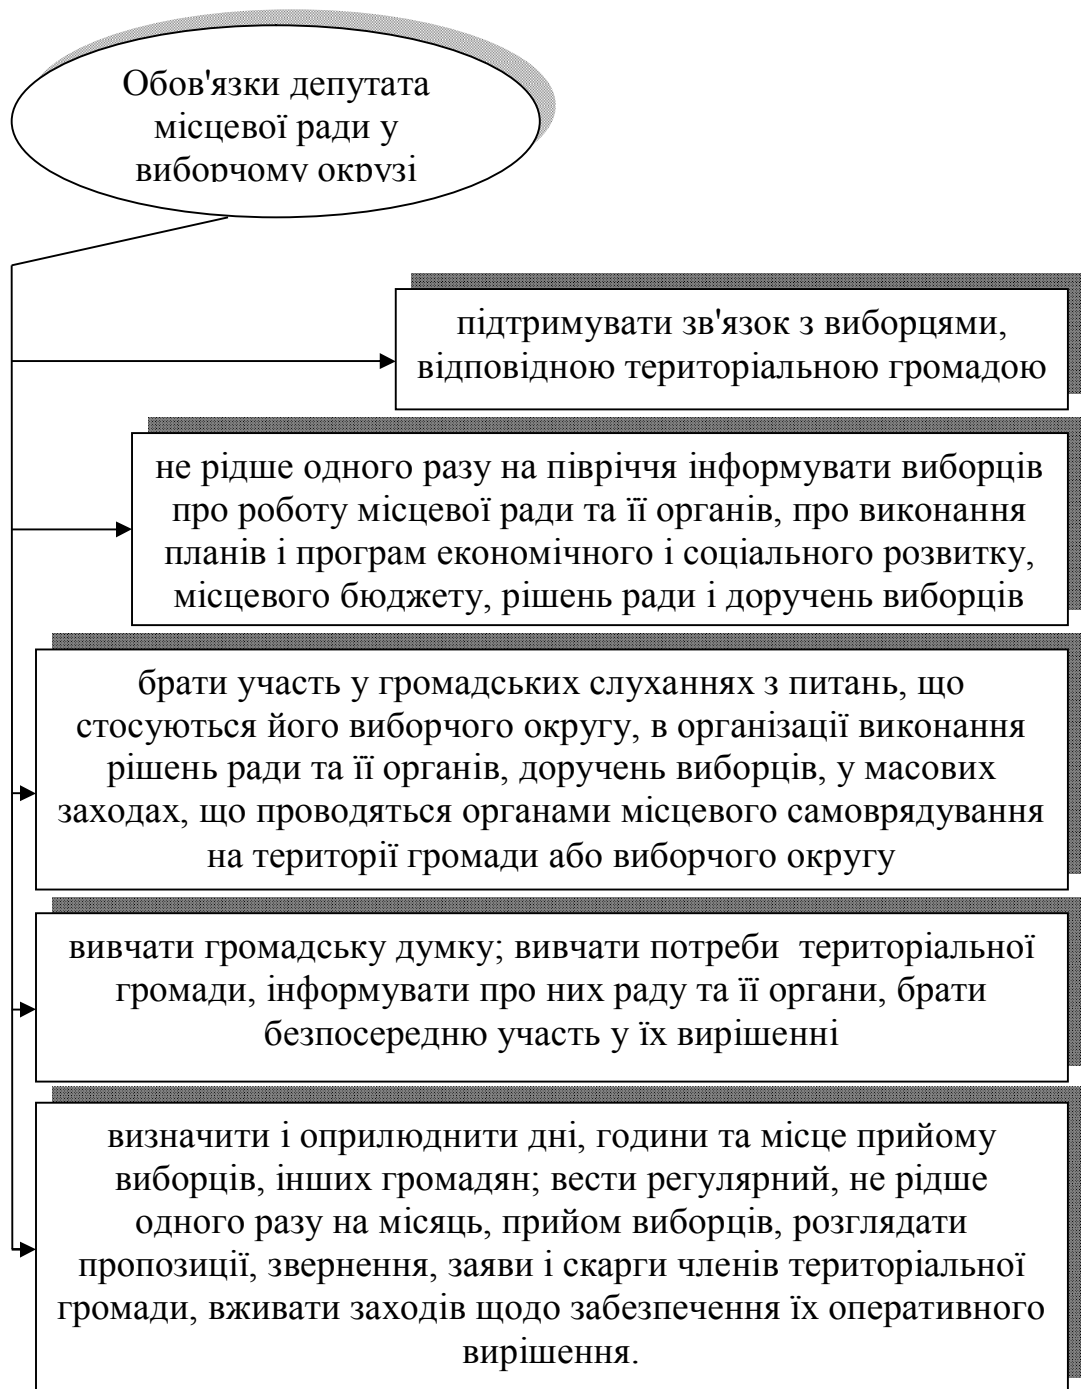 Обов'язки депутата
місцевої ради у
виборчому окрузі
підтримувати зв'язок з виборцями,
відповідною територіальною громадою
не рідше одного разу на півріччя інформувати виборців
про роботу місцевої ради та її органів, про виконання
планів і програм економічного і соціального розвитку,
місцевого бюджету, рішень ради і доручень виборців
брати участь у громадських слуханнях з питань, що
стосуються його виборчого округу, в організації виконання
рішень ради та її органів, доручень виборців, у масових
заходах, що проводяться органами місцевого самоврядування
на території громади або виборчого округу
вивчати громадську думку; вивчати потреби  територіальної
громади, інформувати про них раду та її органи, брати
безпосередню участь у їх вирішенні
визначити і оприлюднити дні, години та місце прийому
виборців, інших громадян; вести регулярний, не рідше
одного разу на місяць, прийом виборців, розглядати
пропозиції, звернення, заяви і скарги членів територіальної
громади, вживати заходів щодо забезпечення їх оперативного
вирішення.